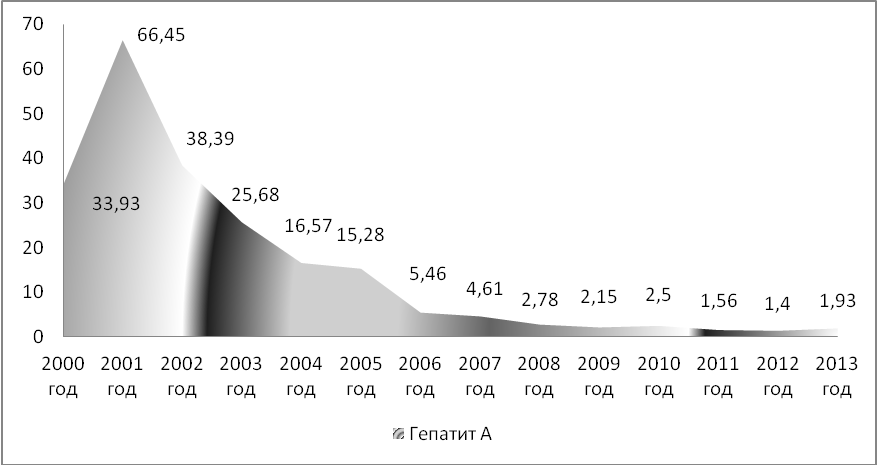 70
66,45
60
50
40
38,39
30
33,93
25,68
20
16,57
15,28
10
5,46
4,61
2,78
2,15
2,5
1,56
1,4
1,93
0
2000 год
2001 год
2002 год
2003 год
2004 год
2005 год
2006 год
2007 год
2008 год
2009 год
2010 год
2011 год
2012 год
2013 год
Гепатит А